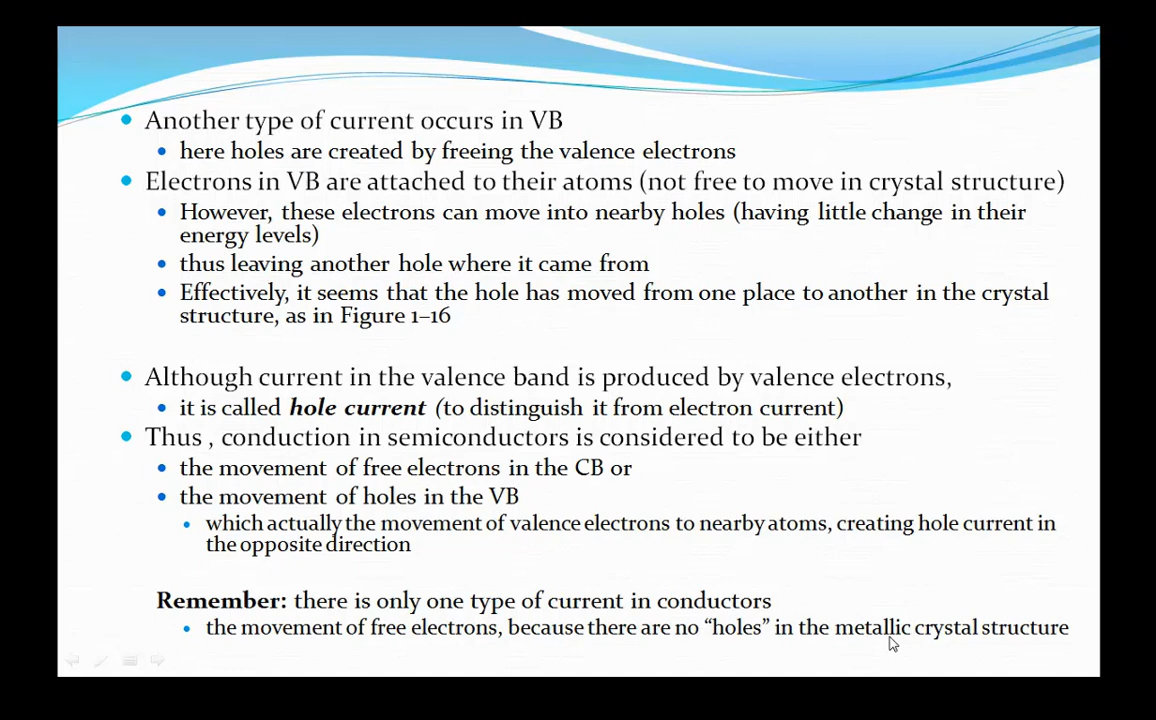 Another type of current occurs in VB
here holes are created by freeing the valence electrons
Electrons in VB are attached to their atoms (not free to move in crystal structure)
However, these electrons can move into nearby holes (having little change in their
energy levels)
thus leaving another hole where it came from
Effectively, it seems that the hole has moved from one place to another in the crystal
structure, as in Figure 1–16
Although current in the valence band is produced by valence electrons,
it is called hole current (to distinguish it from electron current)
Thus , conduction in semiconductors is considered to be either
the movement of free electrons in the CB or
the movement of holes in the VB
which actually the movement of valence electrons to nearby atoms, creating hole current in
the opposite direction
Remember: there is only one type of current in conductors
the movement of free electrons, because there are no “holes” in the metallic crystal structure